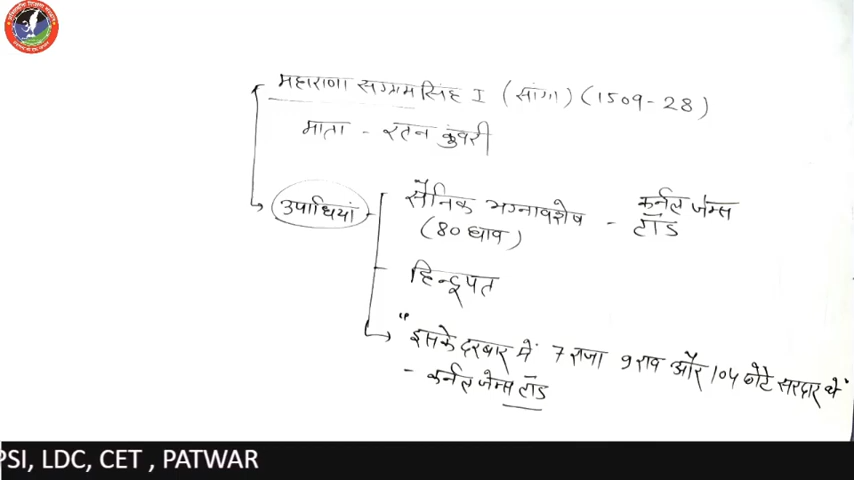 महाराणा सग्रामसिंह I (सांगा) (1509-28)
माता - रतन कुंवरी
उपाधियां
सैनिक भग्नावशेष - कर्नल जेम्स टॉड
(80 घाव)
हिन्दूपत
"इसके दरबार में 7 राजा 9 राव और 104 छोटे सरदार थे"
- कर्नल जेम्स टॉड
PSI, LDC, CET , PATWAR